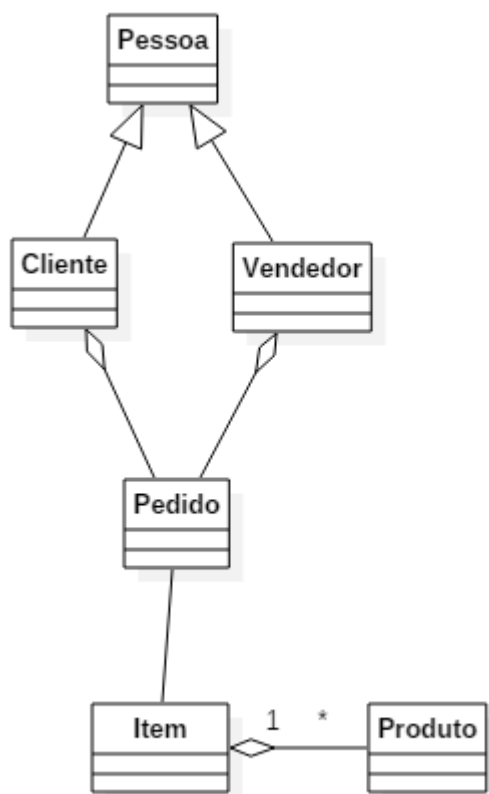 Pessoa
Cliente
Vendedor
Pedido
Item
1
*
Produto